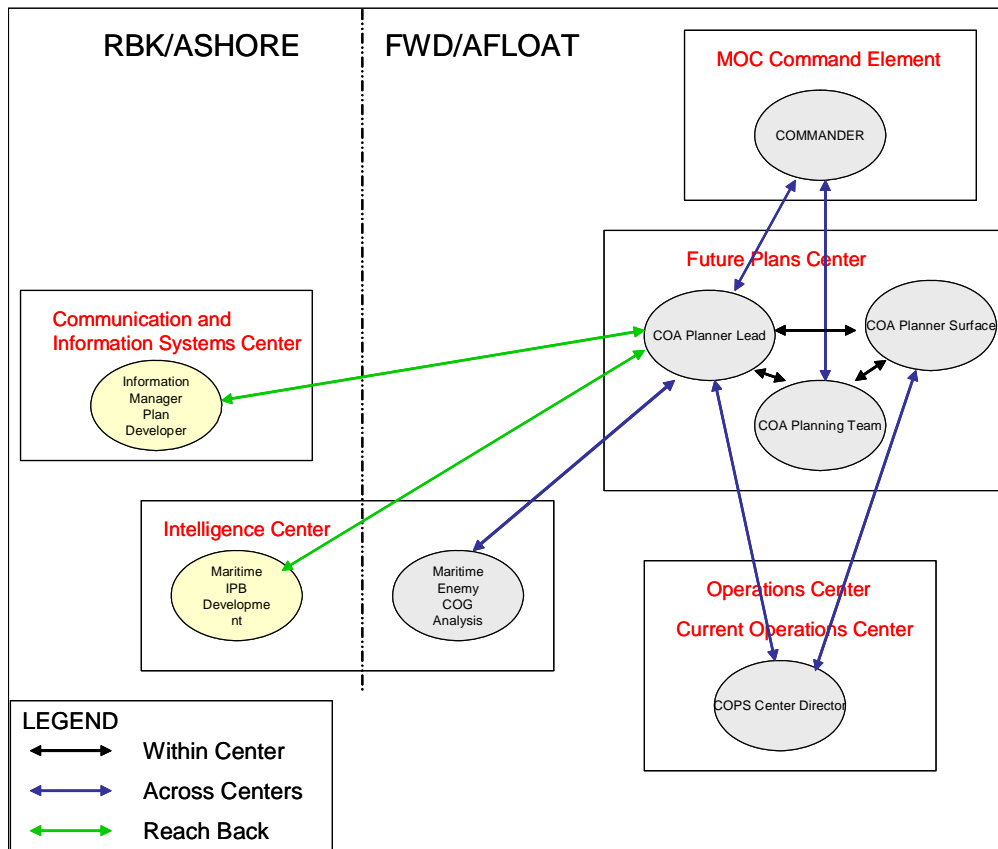 RBK/ASHORE
FWD/AFLOAT
MOC Command Element
COMMANDER
Future Plans Center
COA Planner Lead
COA Planner Surface
COA Planning Team
Communication and
Information Systems Center
Information
Manager
Plan
Developer
Intelligence Center
Maritime
IPB
Developme
nt
Maritime
Enemy
COG
Analysis
Operations Center
Current Operations Center
COPS Center Director
LEGEND
Within Center
Across Centers
Reach Back